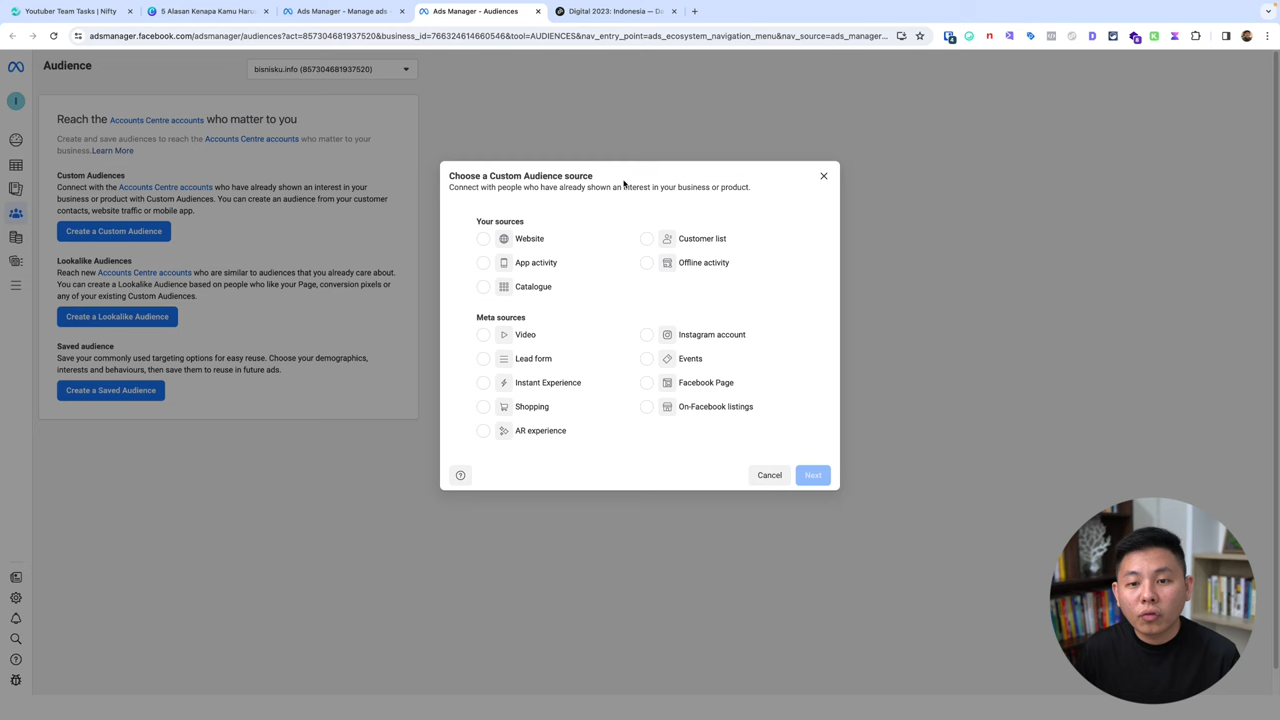 Youtuber Team Tasks | Nifty
5 Alasan Kenapa Kamu Haru
Ads Manager - Manage ads
Ads Manager - Audiences
Digital 2023: Indonesia — Da
adsmanager.facebook.com/adsmanager/audiences?act=857304681937520&business_id=766324614660546&tool=AUDIENCES&nav_entry_point=ads_ecosystem_navigation_menu&nav_source=ads_manager...
Audience
bisnisku.info (857304681937520)
Reach the Accounts Centre accounts who matter to you
Create and save audiences to reach the Accounts Centre accounts who matter to your
business.Learn More
Custom Audiences
Connect with the Accounts Centre accounts who have already shown an interest in your
business or product with Custom Audiences. You can create an audience from your customer
contacts, website traffic or mobile app.
Create a Custom Audience
Lookalike Audiences
Reach new Accounts Centre accounts who are similar to audiences that you already care about.
You can create a Lookalike Audience based on people who like your Page, conversion pixels or
any of your existing Custom Audiences.
Create a Lookalike Audience
Saved audience
Save your commonly used targeting options for easy reuse. Choose your demographics,
interests and behaviours, then save them to reuse in future ads.
Create a Saved Audience
Choose a Custom Audience source
Connect with people who have already shown an interest in your business or product.
Your sources
Website
Customer list
App activity
Offline activity
Catalogue
Meta sources
Video
Instagram account
Lead form
Events
Instant Experience
Facebook Page
Shopping
On-Facebook listings
AR experience
Cancel
Next